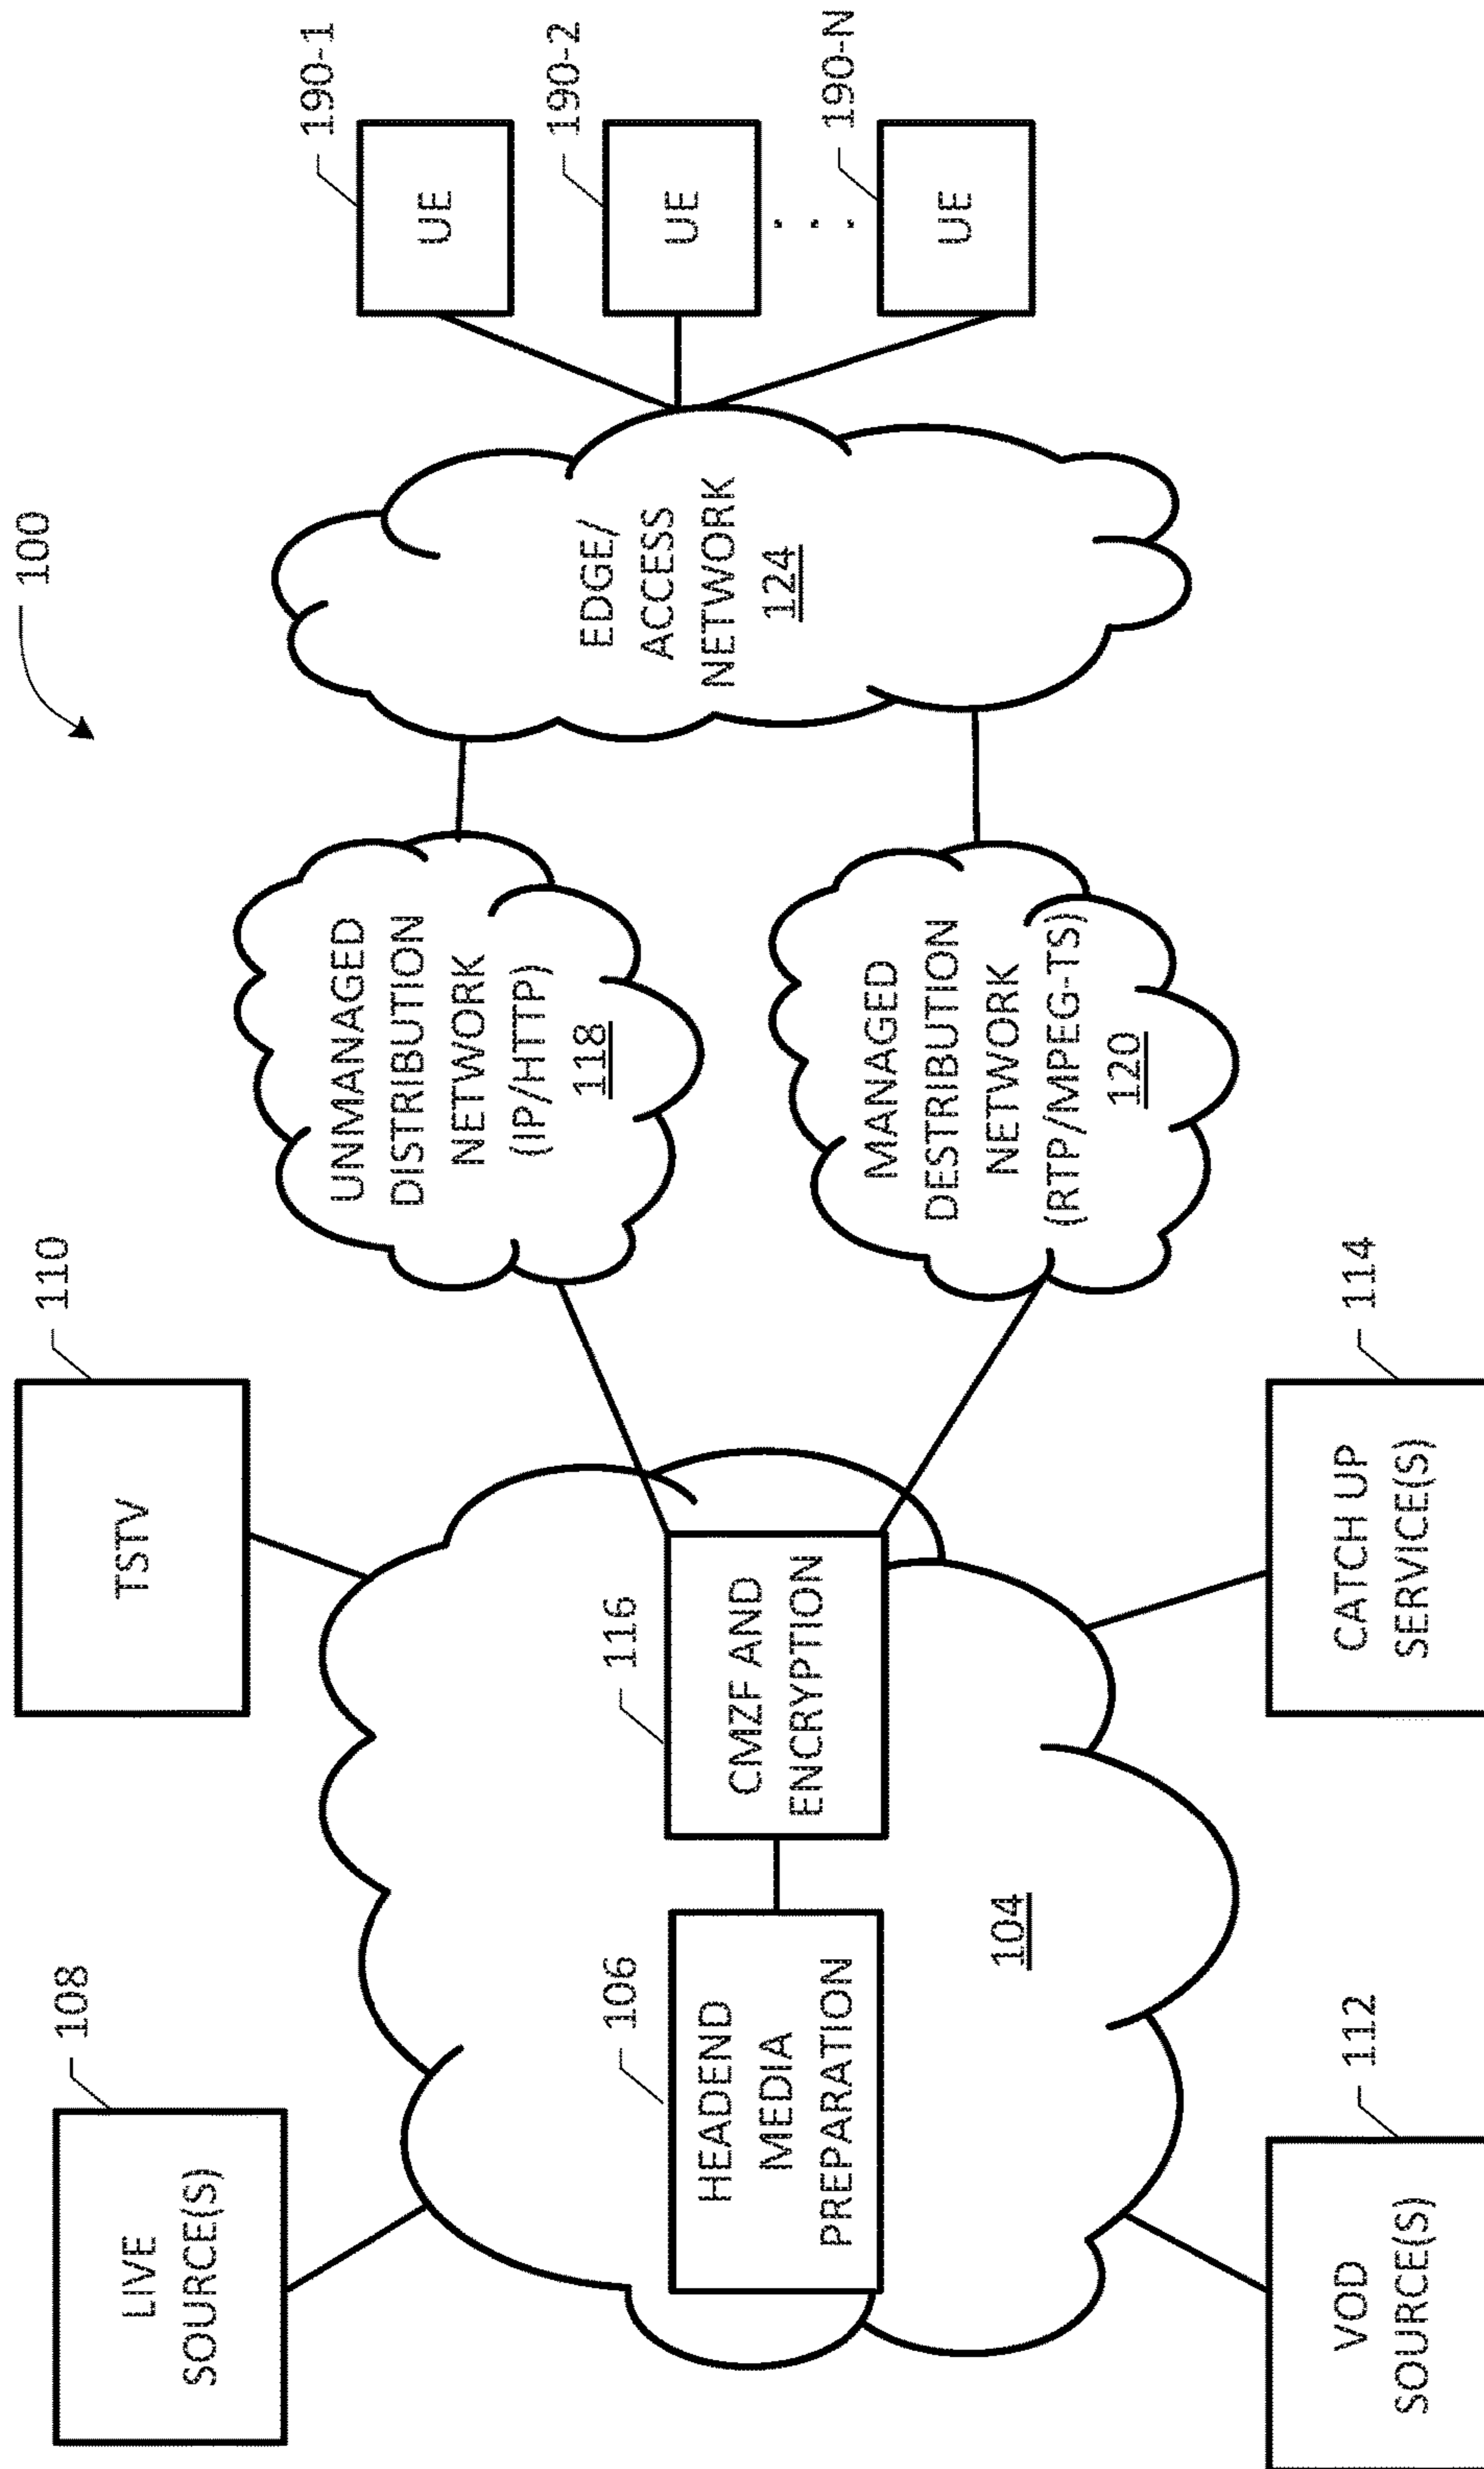 100
108
LIVE
SOURCE(S)
110
TSTV
106
HEADEND
MEDIA
PREPARATION
116
CMZF AND
ENCRYPTION
104
112
VOD
SOURCE(S)
114
CATCH UP
SERVICE(S)
UNMANAGED
DISTRIBUTION
NETWORK
(IP/HTTP)
118
MANAGED
DESTRIBUTION
NETWORK
(RTP/MPEG-TS)
120
EDGE/
ACCESS
NETWORK
124
190-1
UE
190-2
UE
. . .
190-N
UE